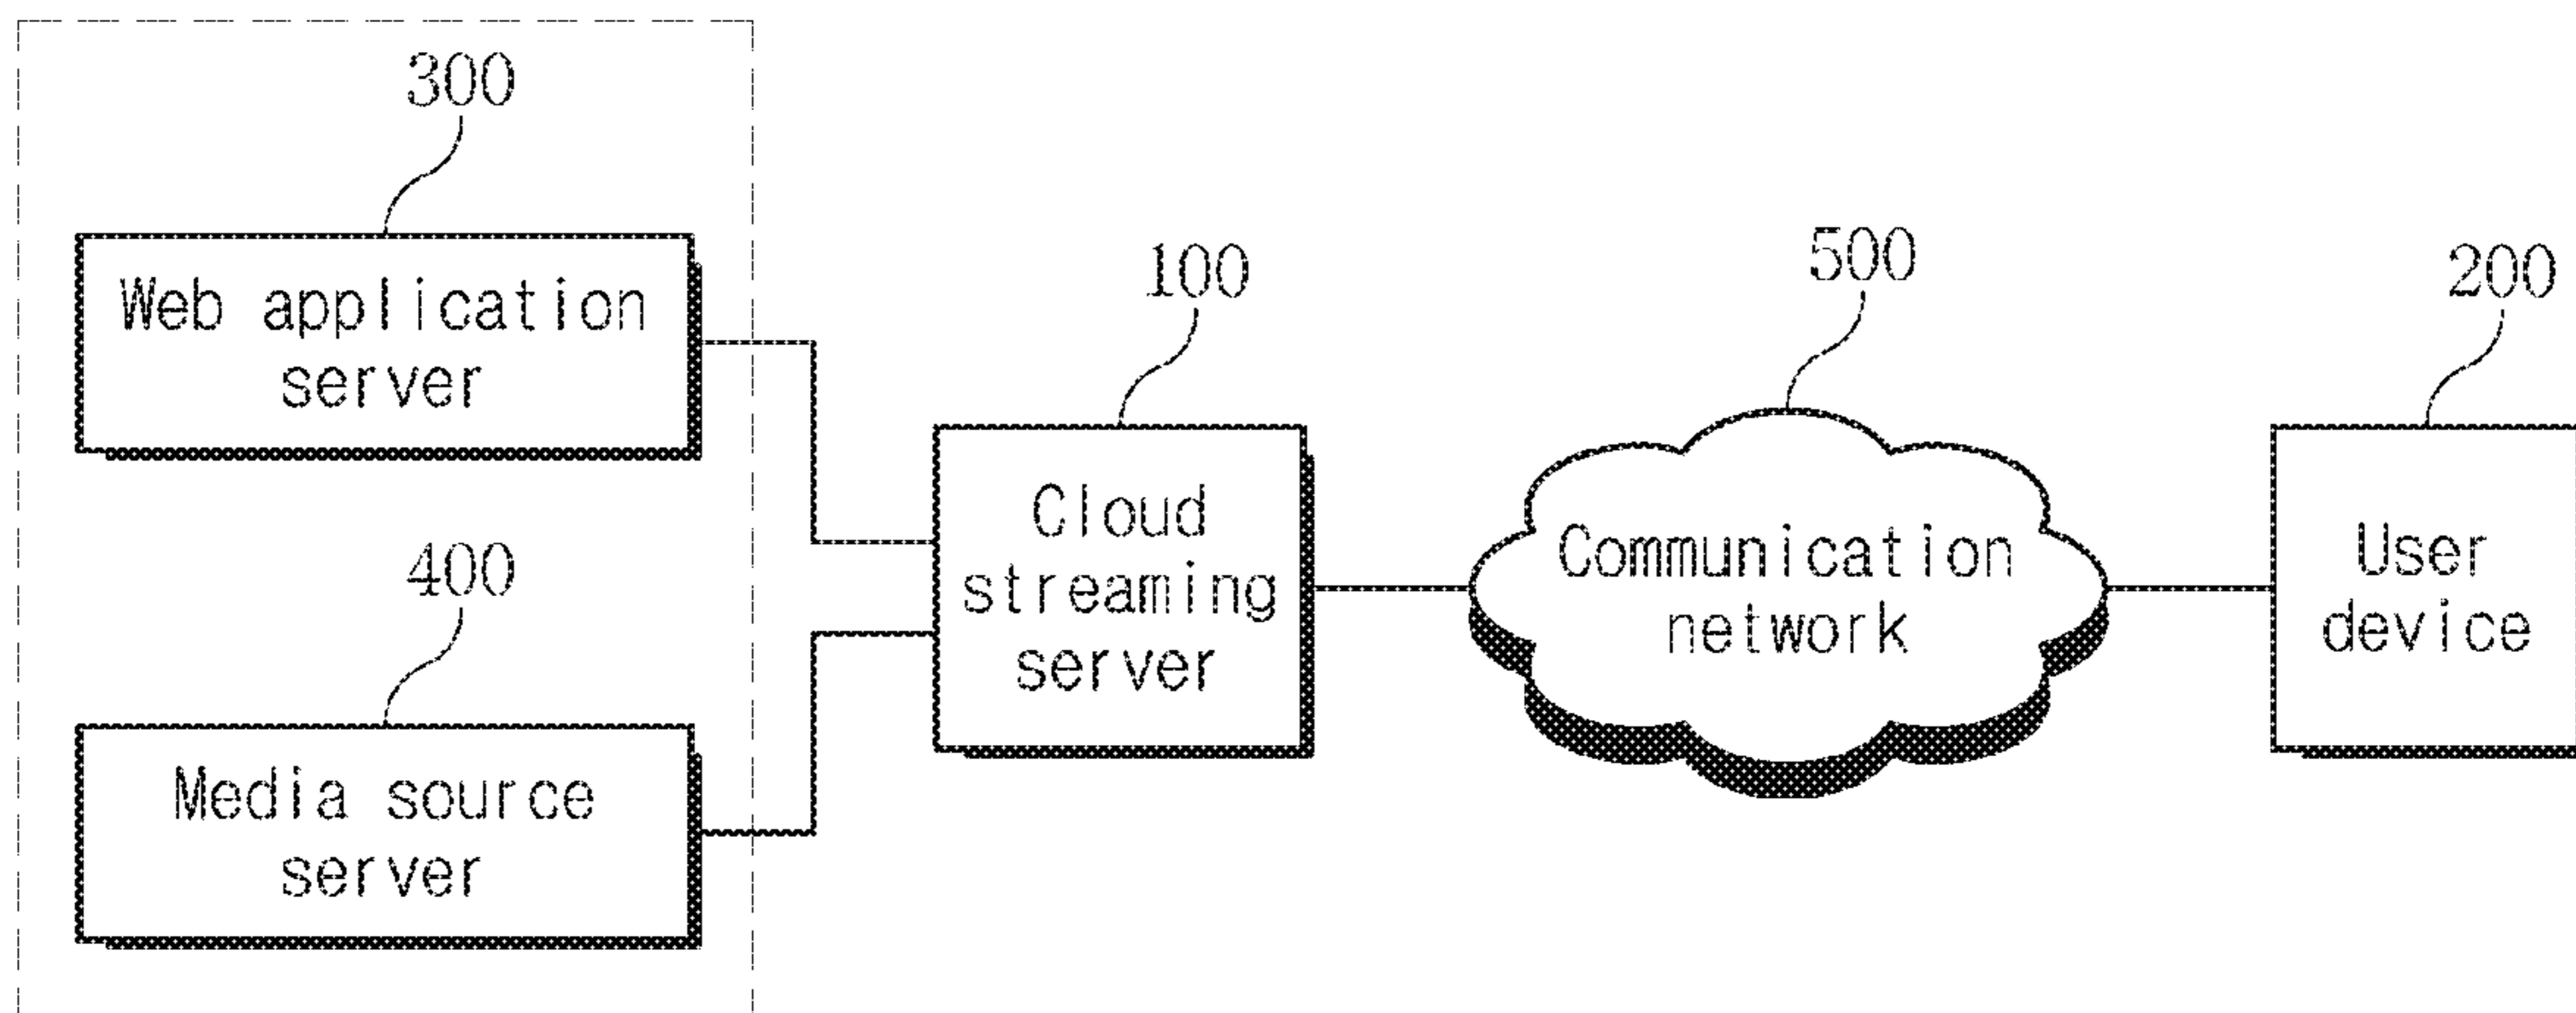 300
Web application
server
400
Media source
server
100
Cloud
streaming
server
500
Communication
network
200
User
device